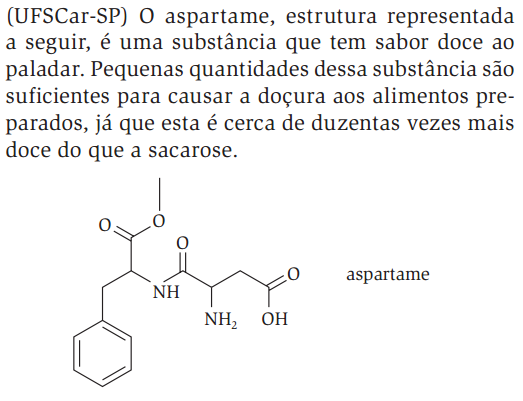 (UFSCar-SP) O aspartame, estrutura representada
a seguir, é uma substância que tem sabor doce ao
paladar. Pequenas quantidades dessa substância são
suficientes para causar a doçura aos alimentos pre-
parados, já que esta é cerca de duzentas vezes mais
doce do que a sacarose.
O
O
O
NH
O
aspartame
NH₂
OH